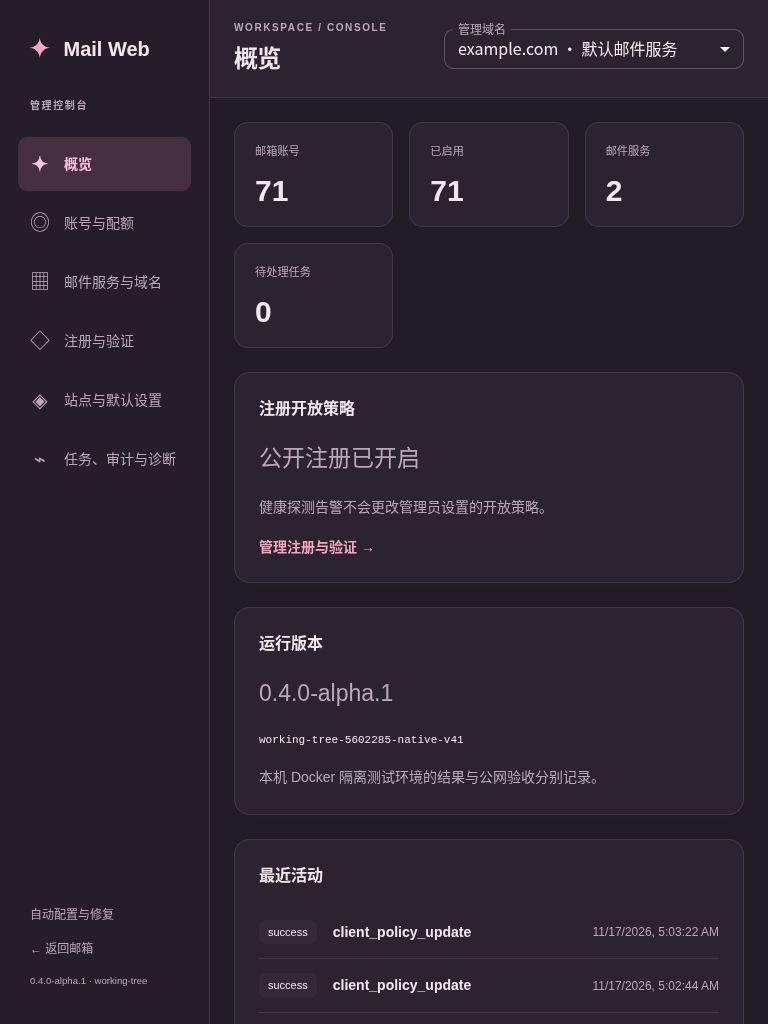 Mail Web
管理控制台
概览
账号与配额
邮件服务与域名
注册与验证
站点与默认设置
任务、审计与诊断
自动配置与修复
← 返回邮箱
0.4.0-alpha.1 · working-tree
WORKSPACE / CONSOLE
概览
管理域名
example.com · 默认邮件服务
邮箱账号
71
已启用
71
邮件服务
2
待处理任务
0
注册开放策略
公开注册已开启
健康探测告警不会更改管理员设置的开放策略。
管理注册与验证 →
运行版本
0.4.0-alpha.1
working-tree-5602285-native-v41
本机 Docker 隔离测试环境的结果与公网验收分别记录。
最近活动
success client_policy_update 11/17/2026, 5:03:22 AM
success client_policy_update 11/17/2026, 5:02:44 AM